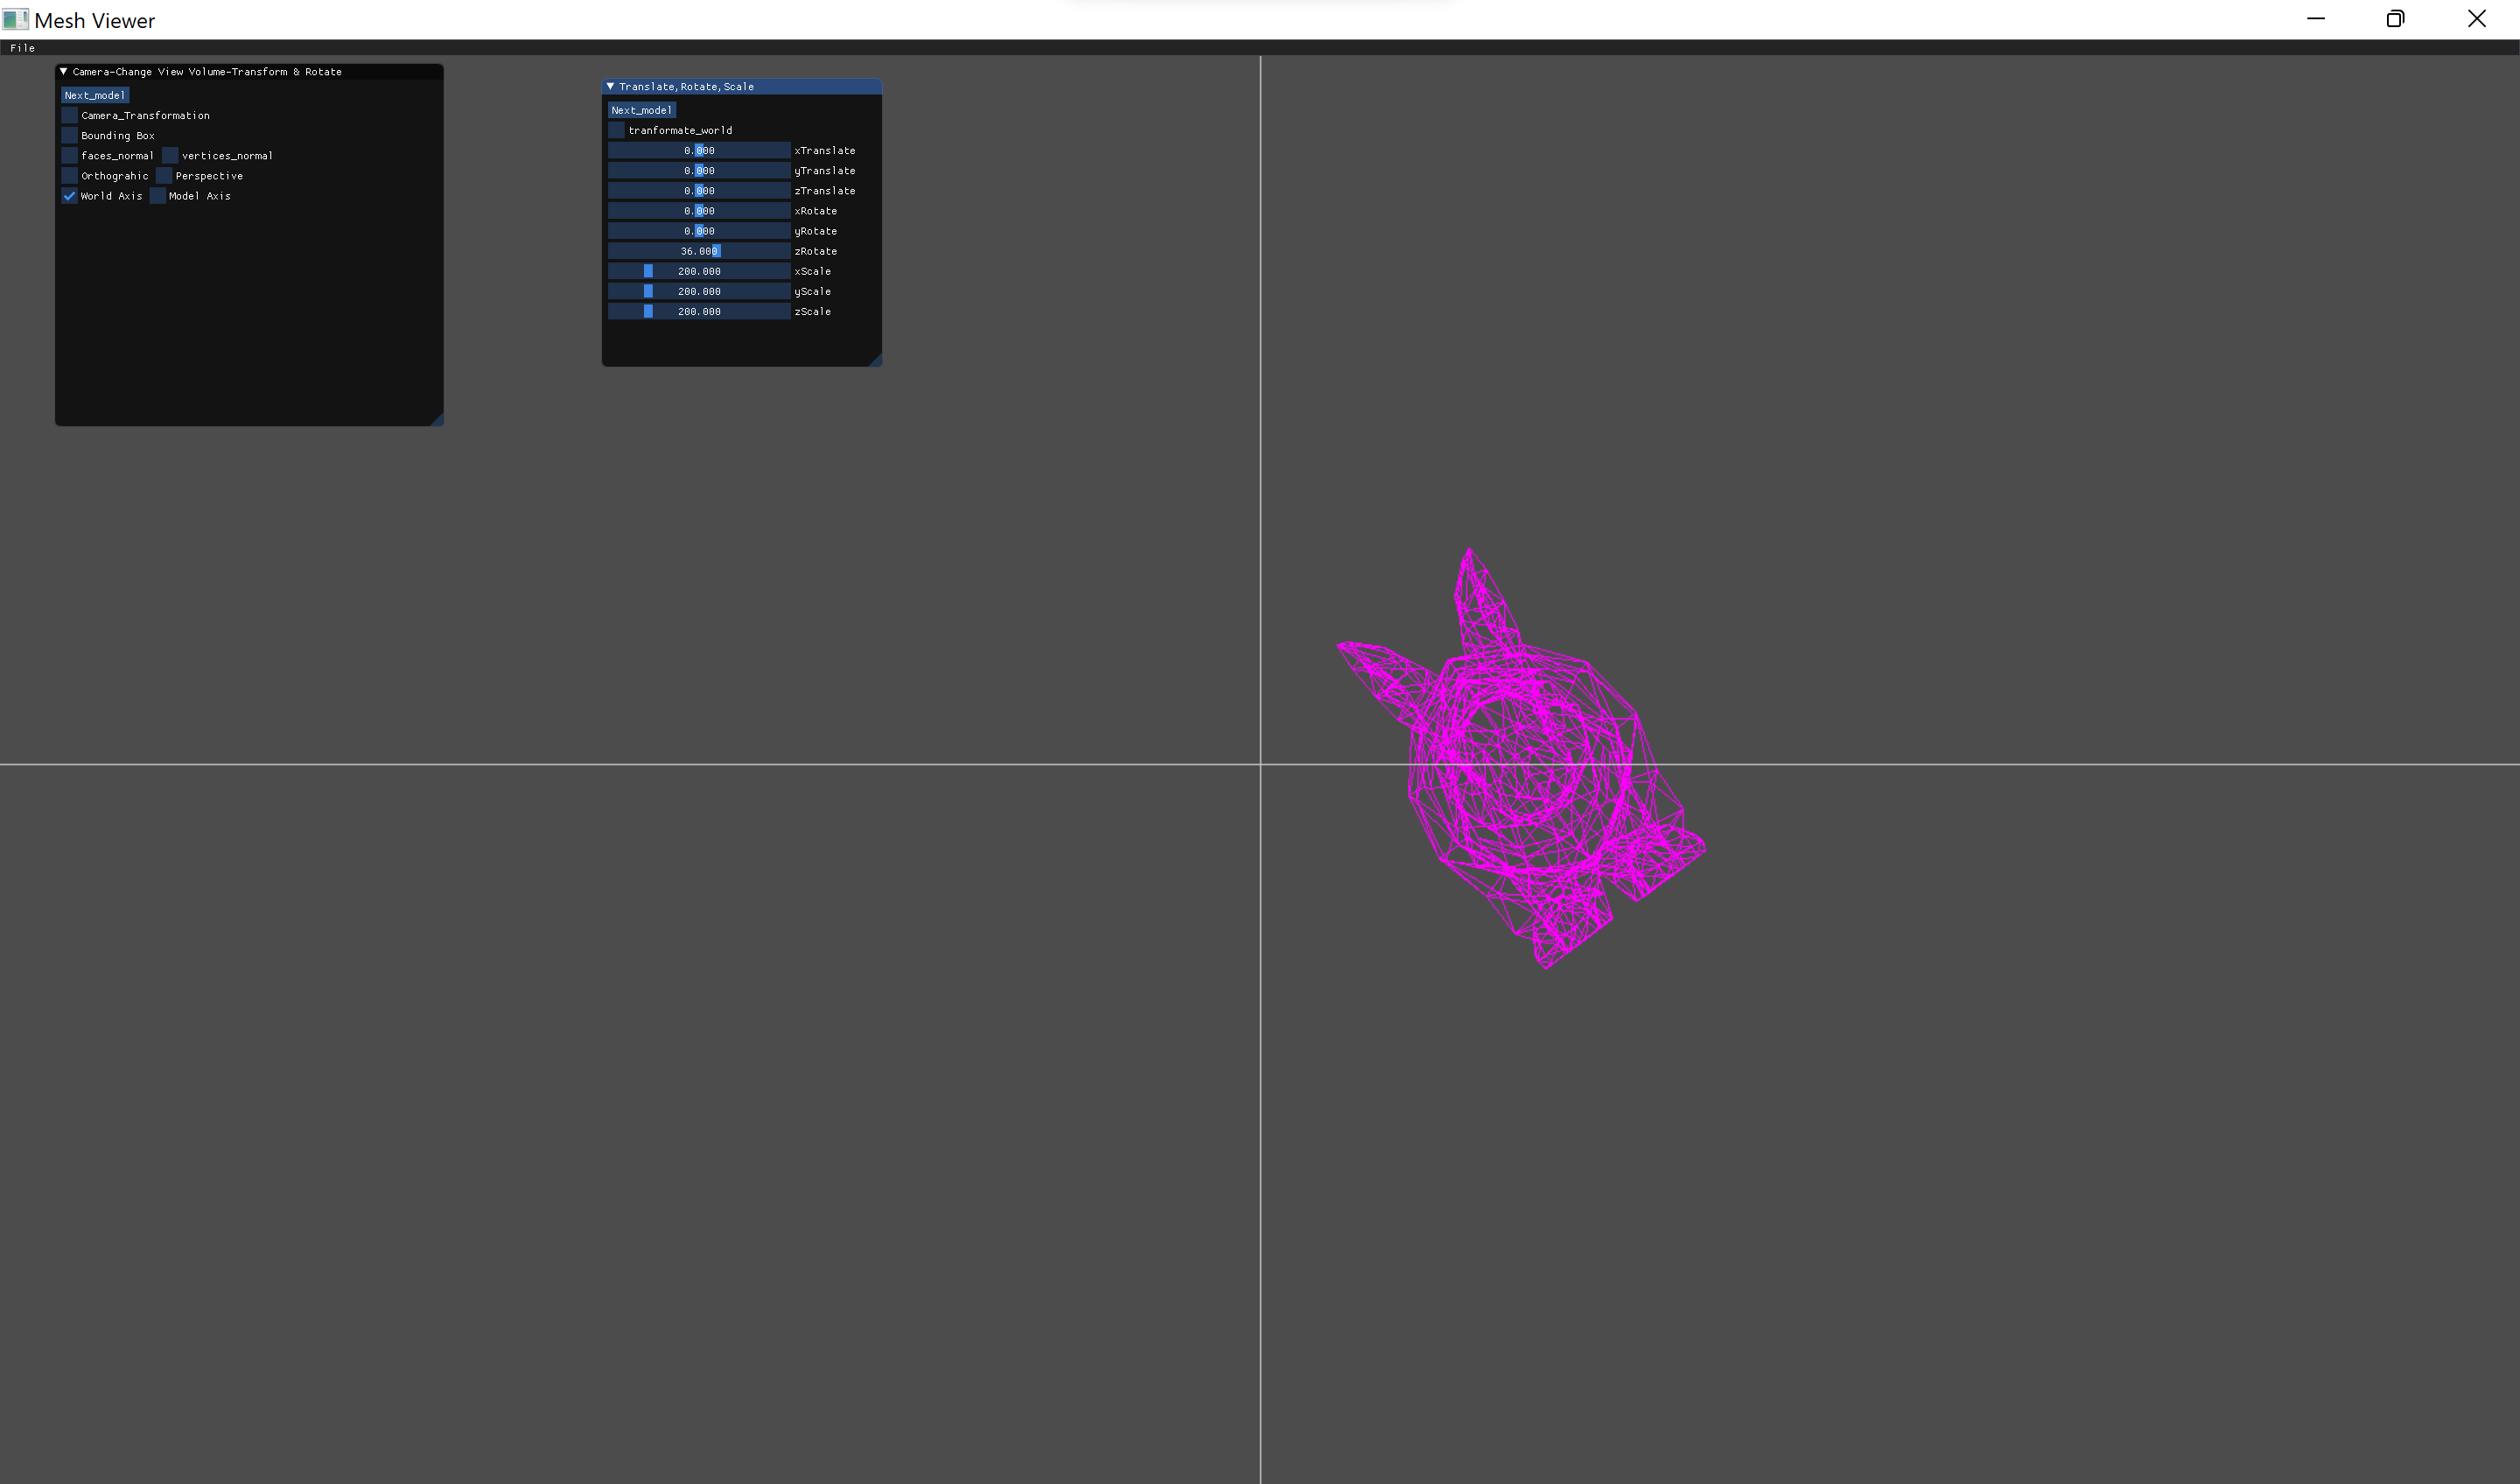 Mesh Viewer
File
Camera-Change View Volume-Transform & Rotate
Next_model
Camera_Transformation
Bounding Box
faces_normal vertices_normal
Orthograhic Perspective
World Axis Model Axis
Translate,Rotate,Scale
Next_model
tranformate_world
0.000 xTranslate
0.000 yTranslate
0.000 zTranslate
0.000 xRotate
0.000 yRotate
36.000 zRotate
200.000 xScale
200.000 yScale
200.000 zScale